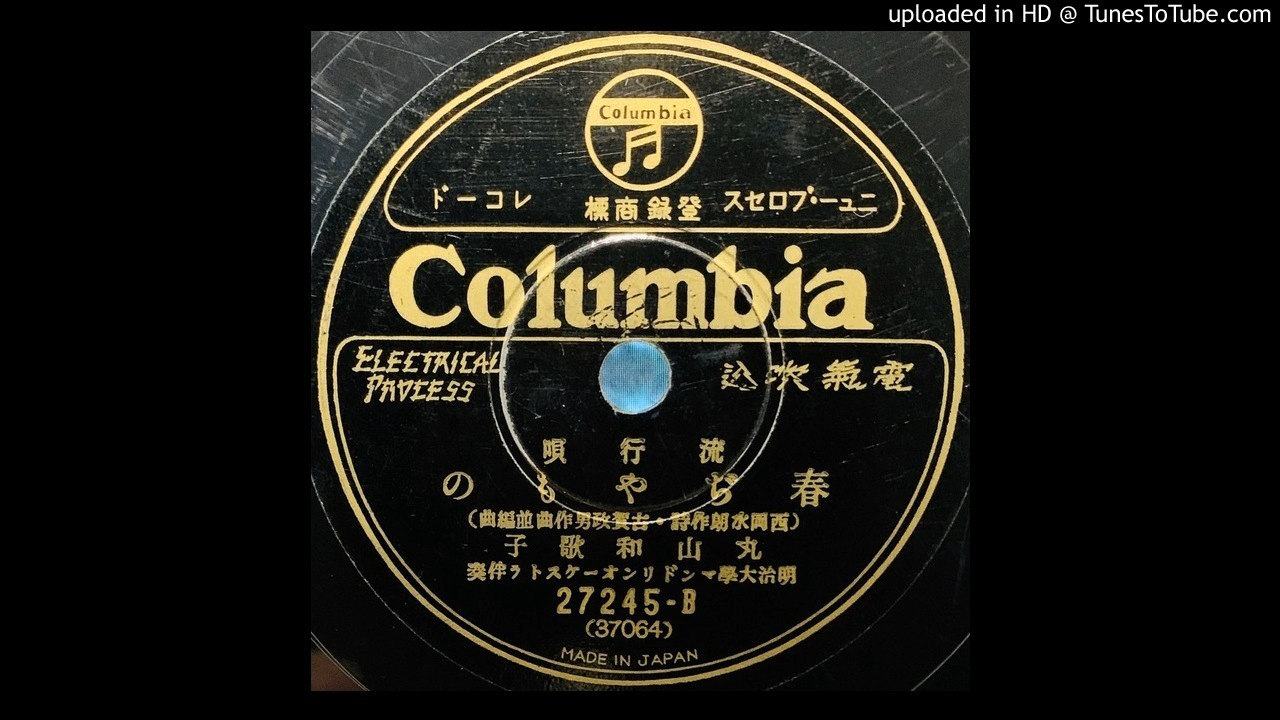 uploaded in HD @ TunesToTube.com
Columbia
ニュー・プロセス 登録商標 レコード
Columbia
ELECTRICAL PROCESS
電氣吹込
流行唄
春ぢやもの
(西岡水朗作詩・古賀政男作曲並編曲)
丸山和歌子
明治大學マンドリンオーケストラ伴奏
27245-B
(37064)
MADE IN JAPAN